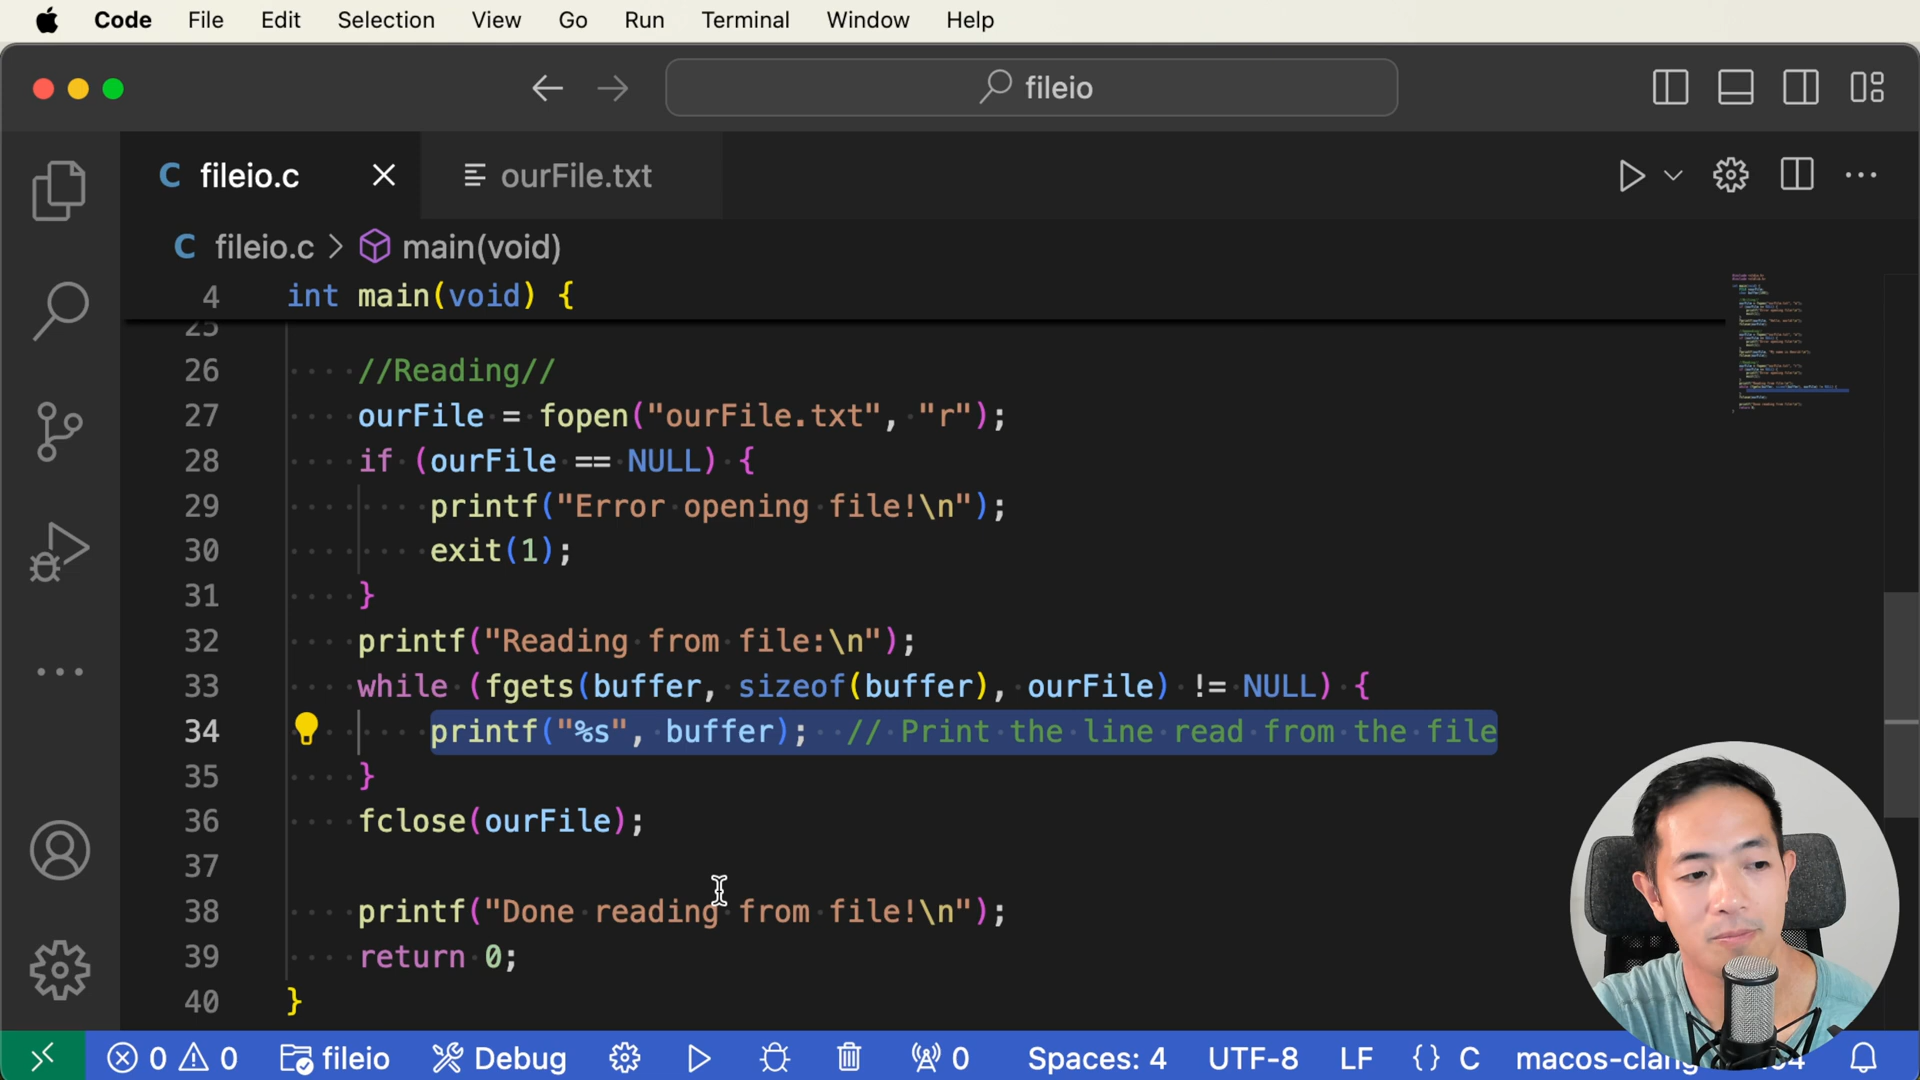 Code File Edit Selection View Go Run Terminal Window Help
fileio
C fileio.c ourFile.txt
C fileio.c > main(void)
4 int main(void) {
25
26 //Reading//
27 ourFile = fopen("ourFile.txt", "r");
28 if (ourFile == NULL) {
29 printf("Error opening file!\n");
30 exit(1);
31 }
32 printf("Reading from file:\n");
33 while (fgets(buffer, sizeof(buffer), ourFile) != NULL) {
34 printf("%s", buffer); // Print the line read from the file
35 }
36 fclose(ourFile);
37
38 printf("Done reading from file!\n");
39 return 0;
40 }
0 0 fileio Debug 0 Spaces: 4 UTF-8 LF {} C